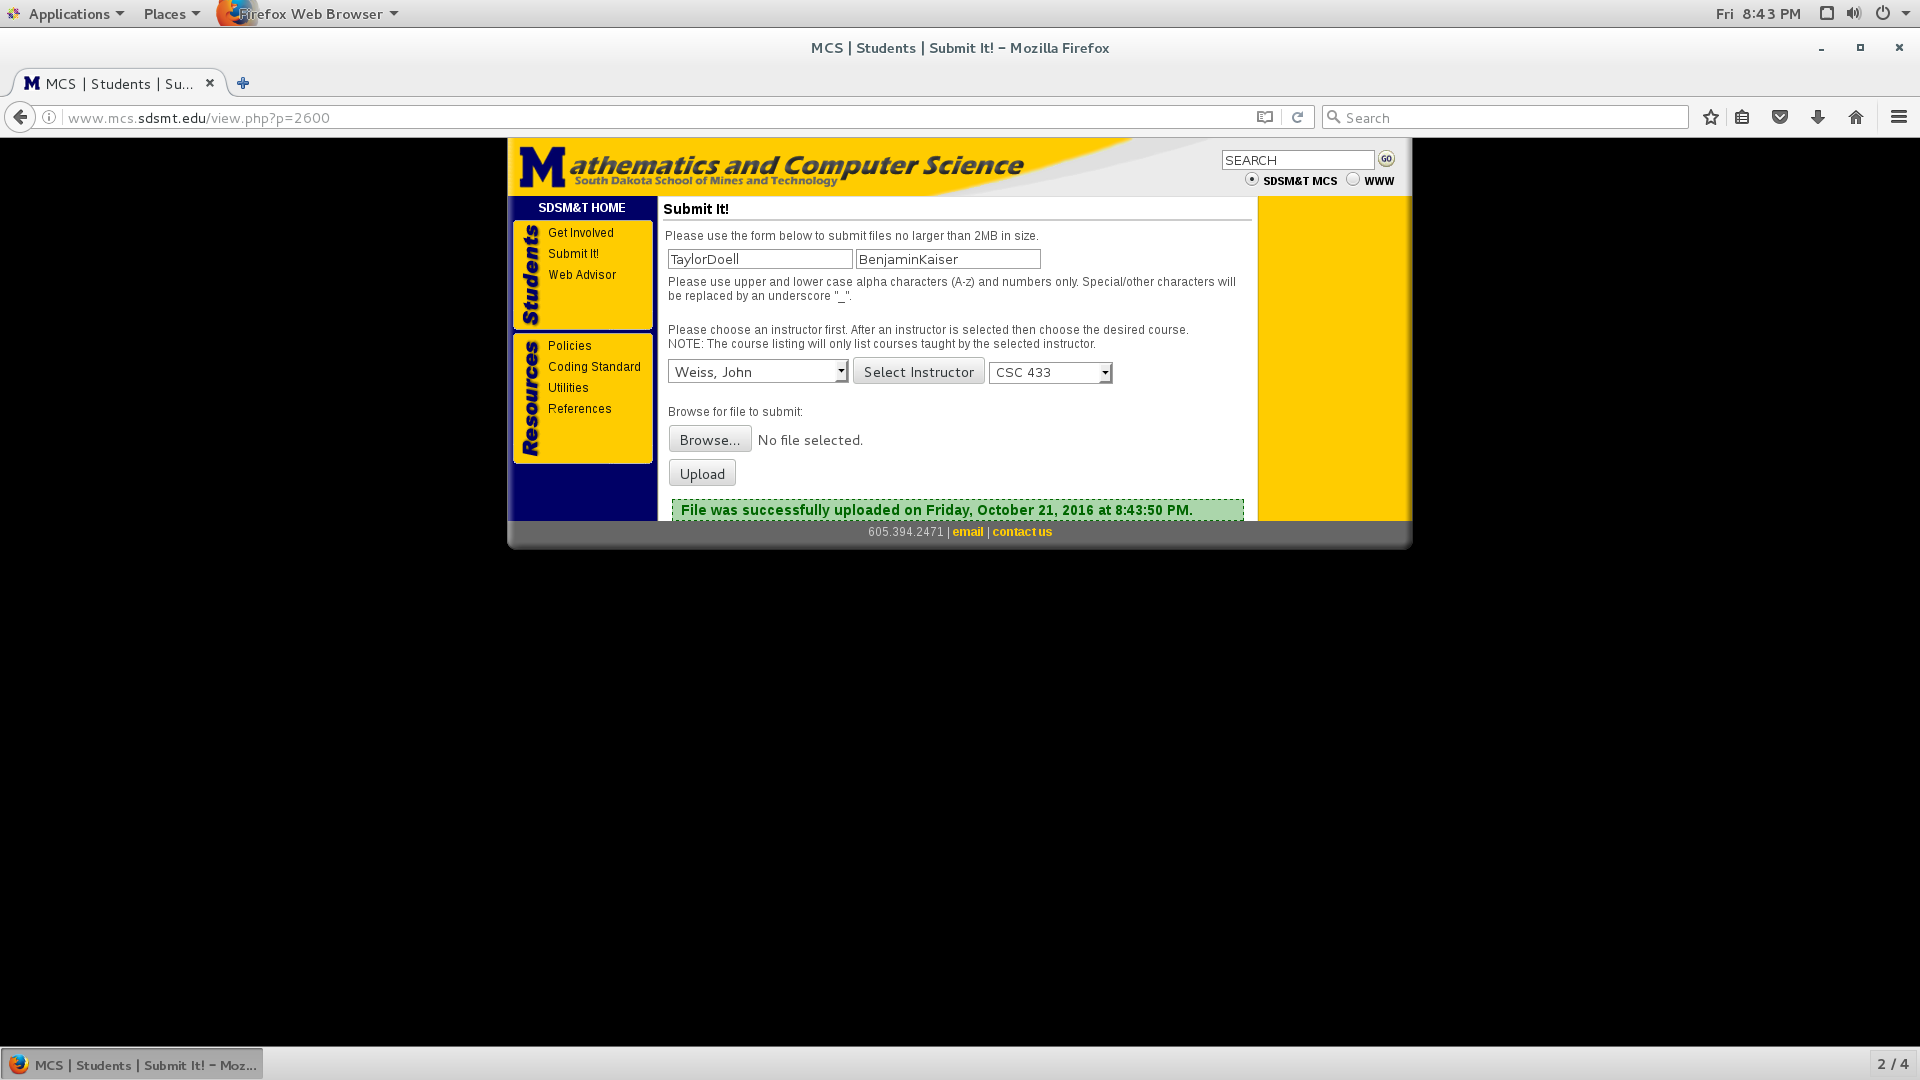 Applications Places Firefox Web Browser Fri 8:43 PM
MCS | Students | Submit It! - Mozilla Firefox
MCS | Students | Su...
www.mcs.sdsmt.edu/view.php?p=2600 Search
Mathematics and Computer Science
South Dakota School of Mines and Technology
SEARCH GO
SDSM&T MCS WWW
SDSM&T HOME
Students
Get Involved
Submit It!
Web Advisor
Resources
Policies
Coding Standard
Utilities
References
Submit It!
Please use the form below to submit files no larger than 2MB in size.
TaylorDoell BenjaminKaiser
Please use upper and lower case alpha characters (A-z) and numbers only. Special/other characters will
be replaced by an underscore "_".
Please choose an instructor first. After an instructor is selected then choose the desired course.
NOTE: The course listing will only list courses taught by the selected instructor.
Weiss, John Select Instructor CSC 433
Browse for file to submit:
Browse... No file selected.
Upload
File was successfully uploaded on Friday, October 21, 2016 at 8:43:50 PM.
605.394.2471 | email | contact us
MCS | Students | Submit It! - Moz... 2 / 4